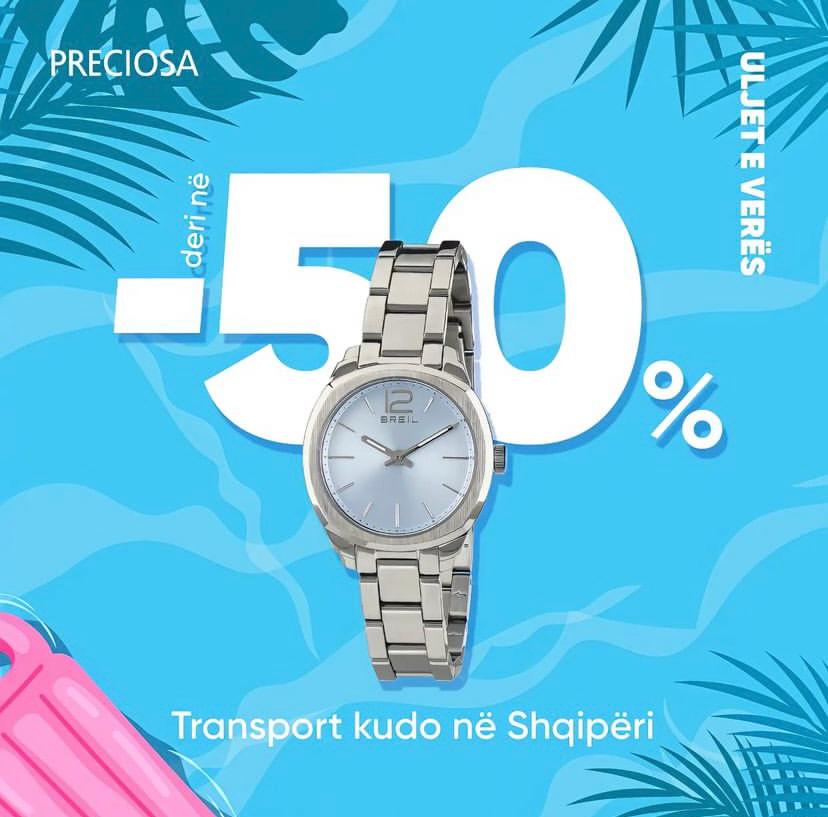 PRECIOSA
ULJET E VERËS
deri në
-50%
12
BREIL
Transport kudo në Shqipëri